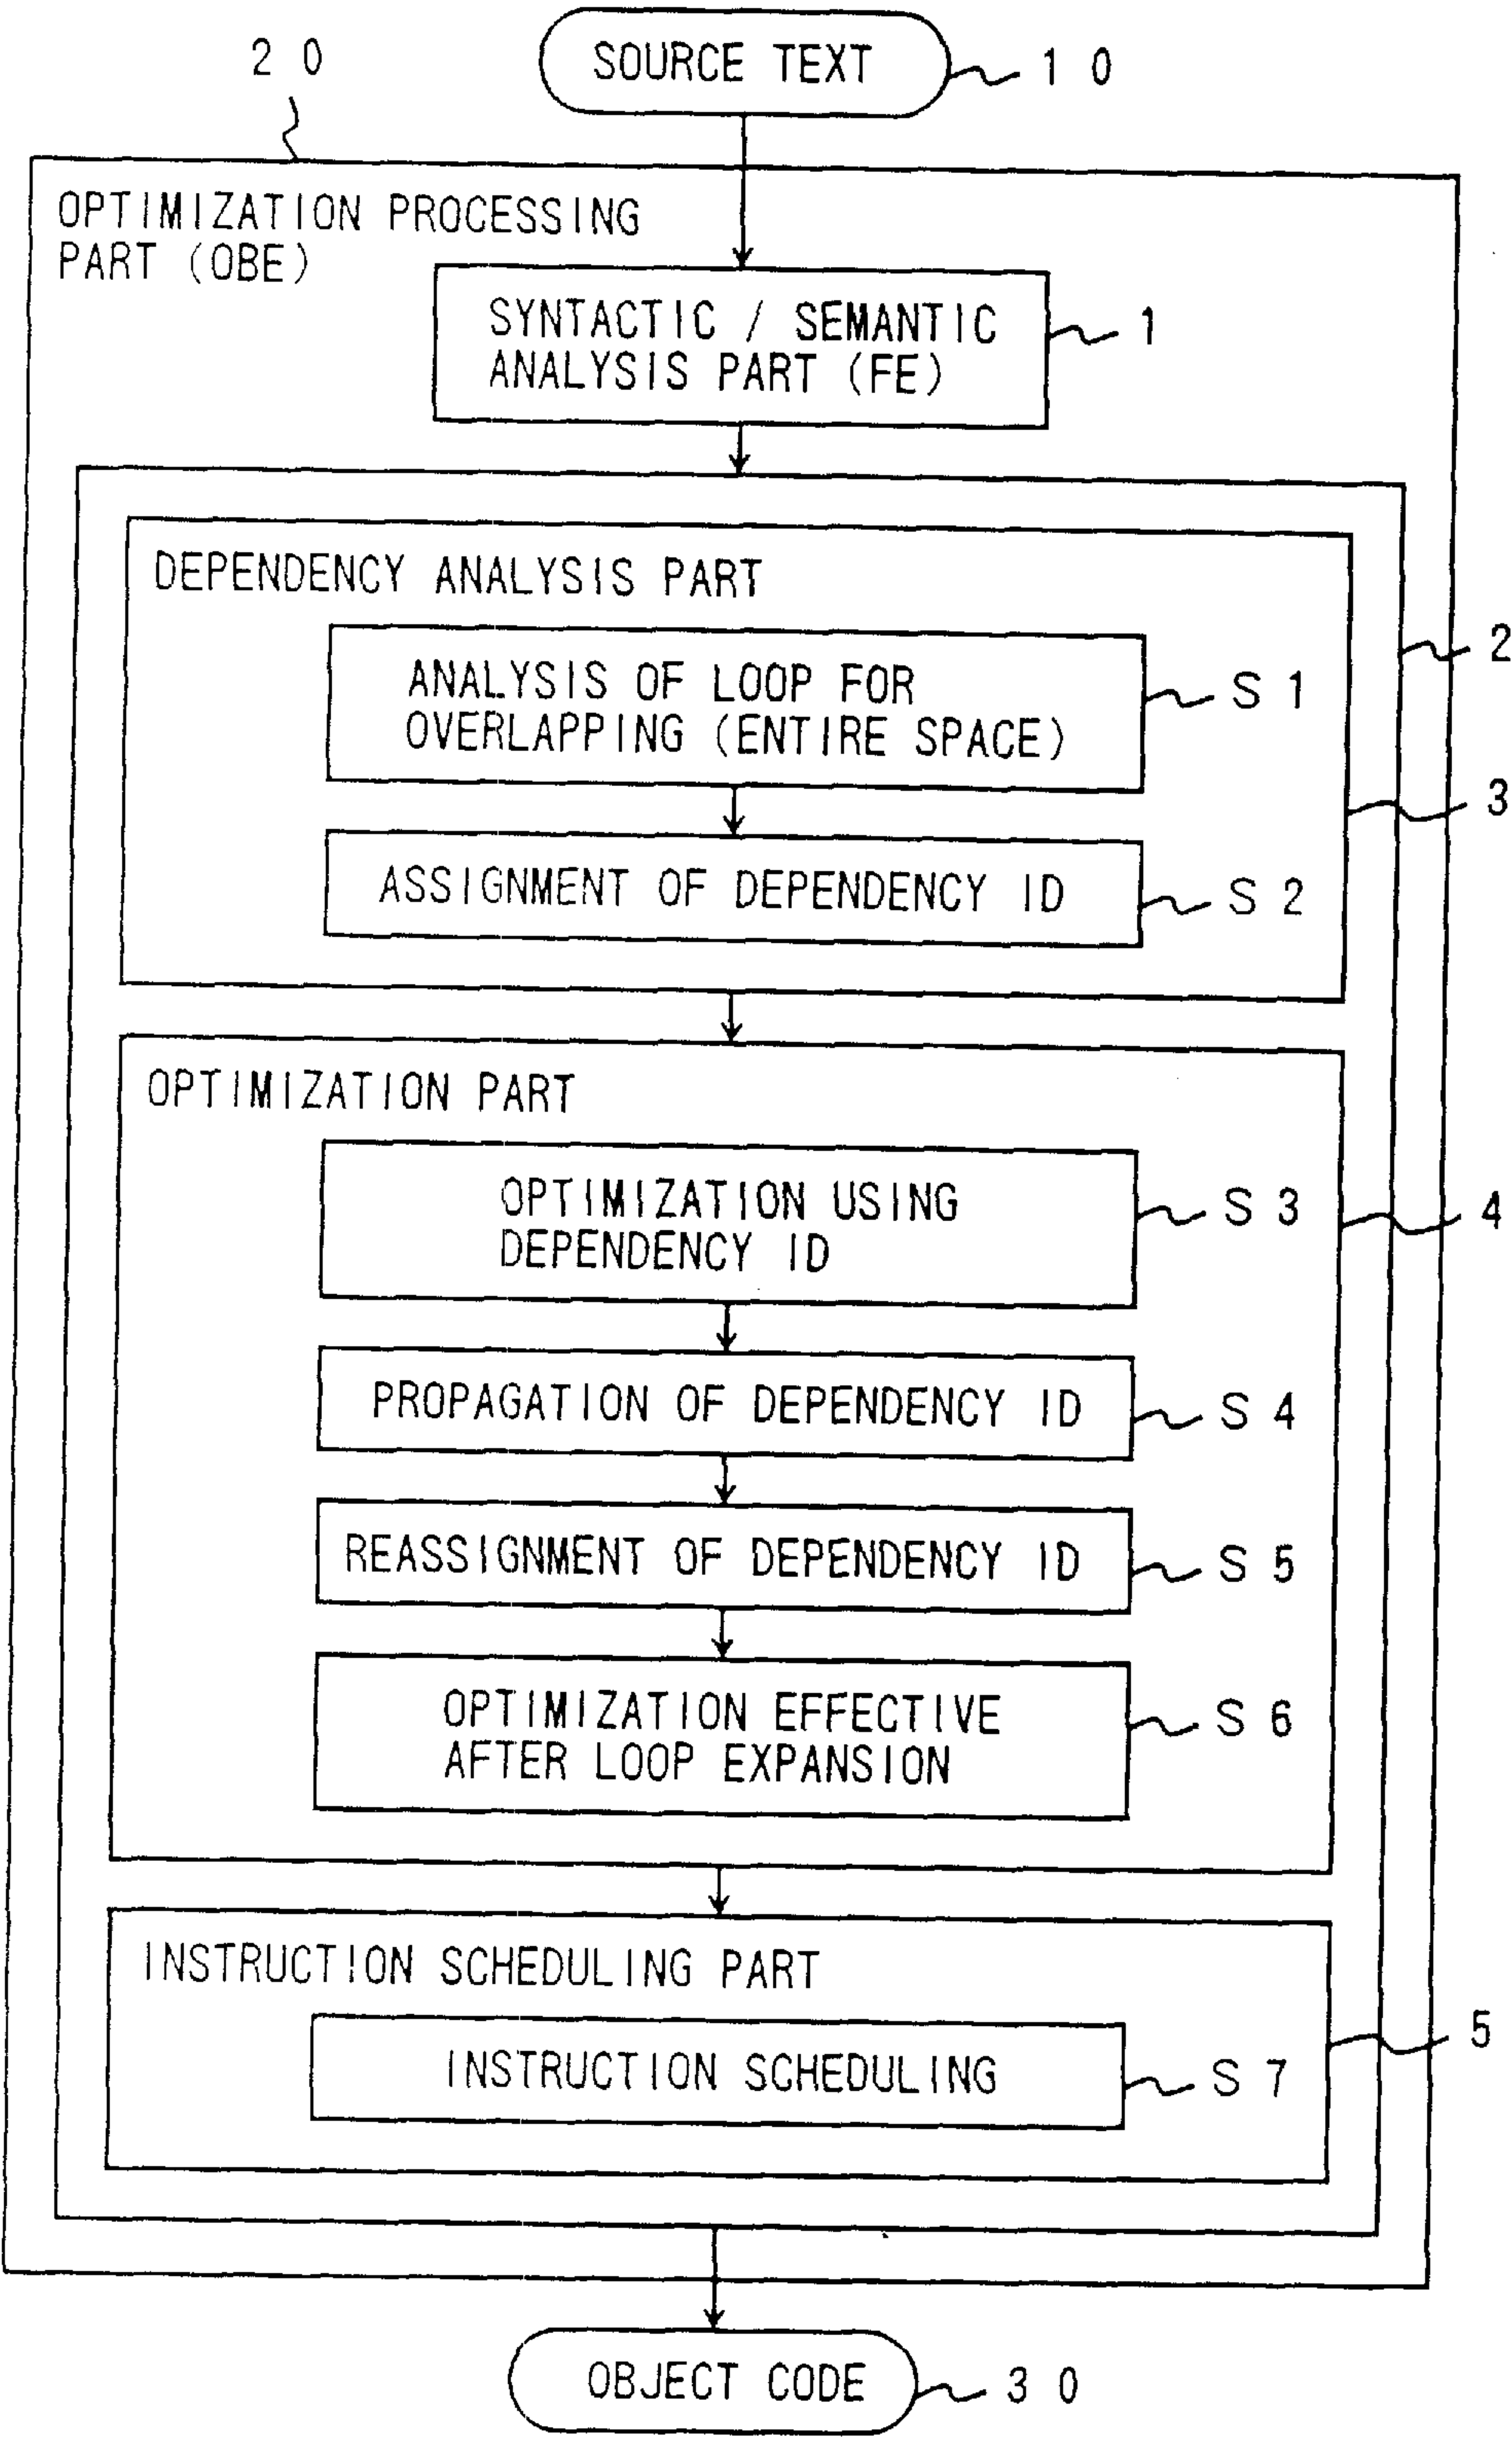 20
SOURCE TEXT
10
OPTIMIZATION PROCESSING
PART (OBE)
SYNTACTIC / SEMANTIC
ANALYSIS PART (FE)
1
DEPENDENCY ANALYSIS PART
2
ANALYSIS OF LOOP FOR
OVERLAPPING (ENTIRE SPACE)
S1
3
ASSIGNMENT OF DEPENDENCY ID
S2
OPTIMIZATION PART
OPTIMIZATION USING
DEPENDENCY ID
S3
4
PROPAGATION OF DEPENDENCY ID
S4
REASSIGNMENT OF DEPENDENCY ID
S5
OPTIMIZATION EFFECTIVE
AFTER LOOP EXPANSION
S6
INSTRUCTION SCHEDULING PART
5
INSTRUCTION SCHEDULING
S7
OBJECT CODE
30